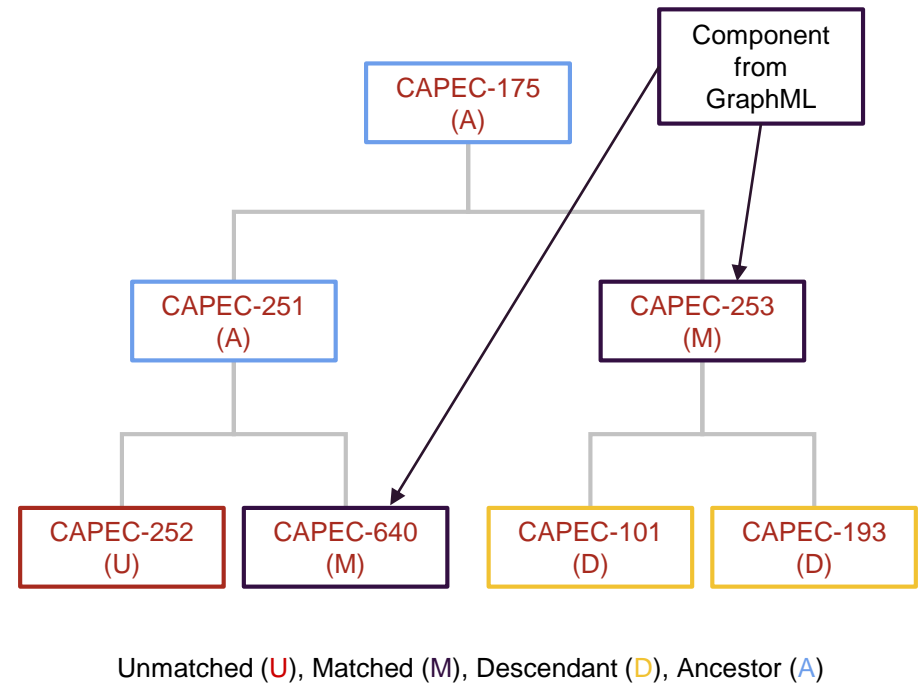 Component
from
GraphML
CAPEC-175
(A)
CAPEC-251
(A)
CAPEC-253
(M)
CAPEC-252
(U)
CAPEC-640
(M)
CAPEC-101
(D)
CAPEC-193
(D)
Unmatched (U), Matched (M), Descendant (D), Ancestor (A)